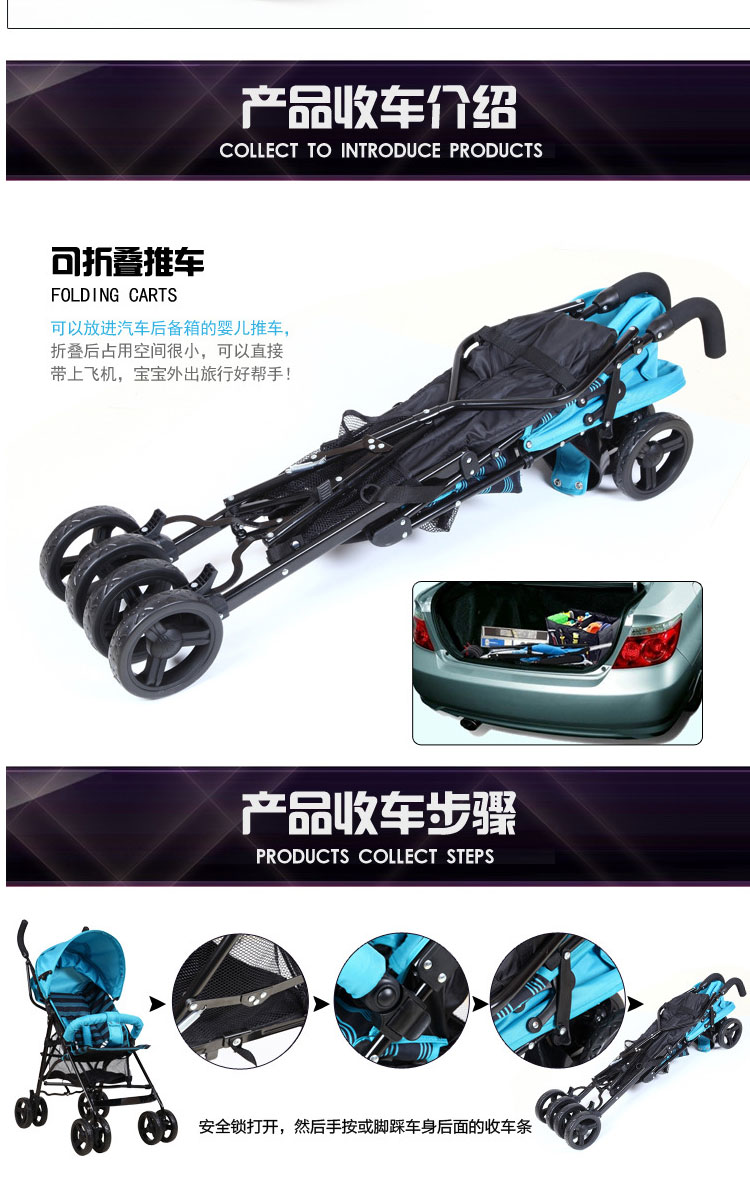 产品收车介绍
COLLECT TO INTRODUCE PRODUCTS
可折叠推车
FOLDING CARTS
可以放进汽车后备箱的婴儿推车,
折叠后占用空间很小，可以直接
带上飞机，宝宝外出旅行好帮手！
产品收车步骤
PRODUCTS COLLECT STEPS
安全锁打开，然后手按或脚踩车身后面的收车条